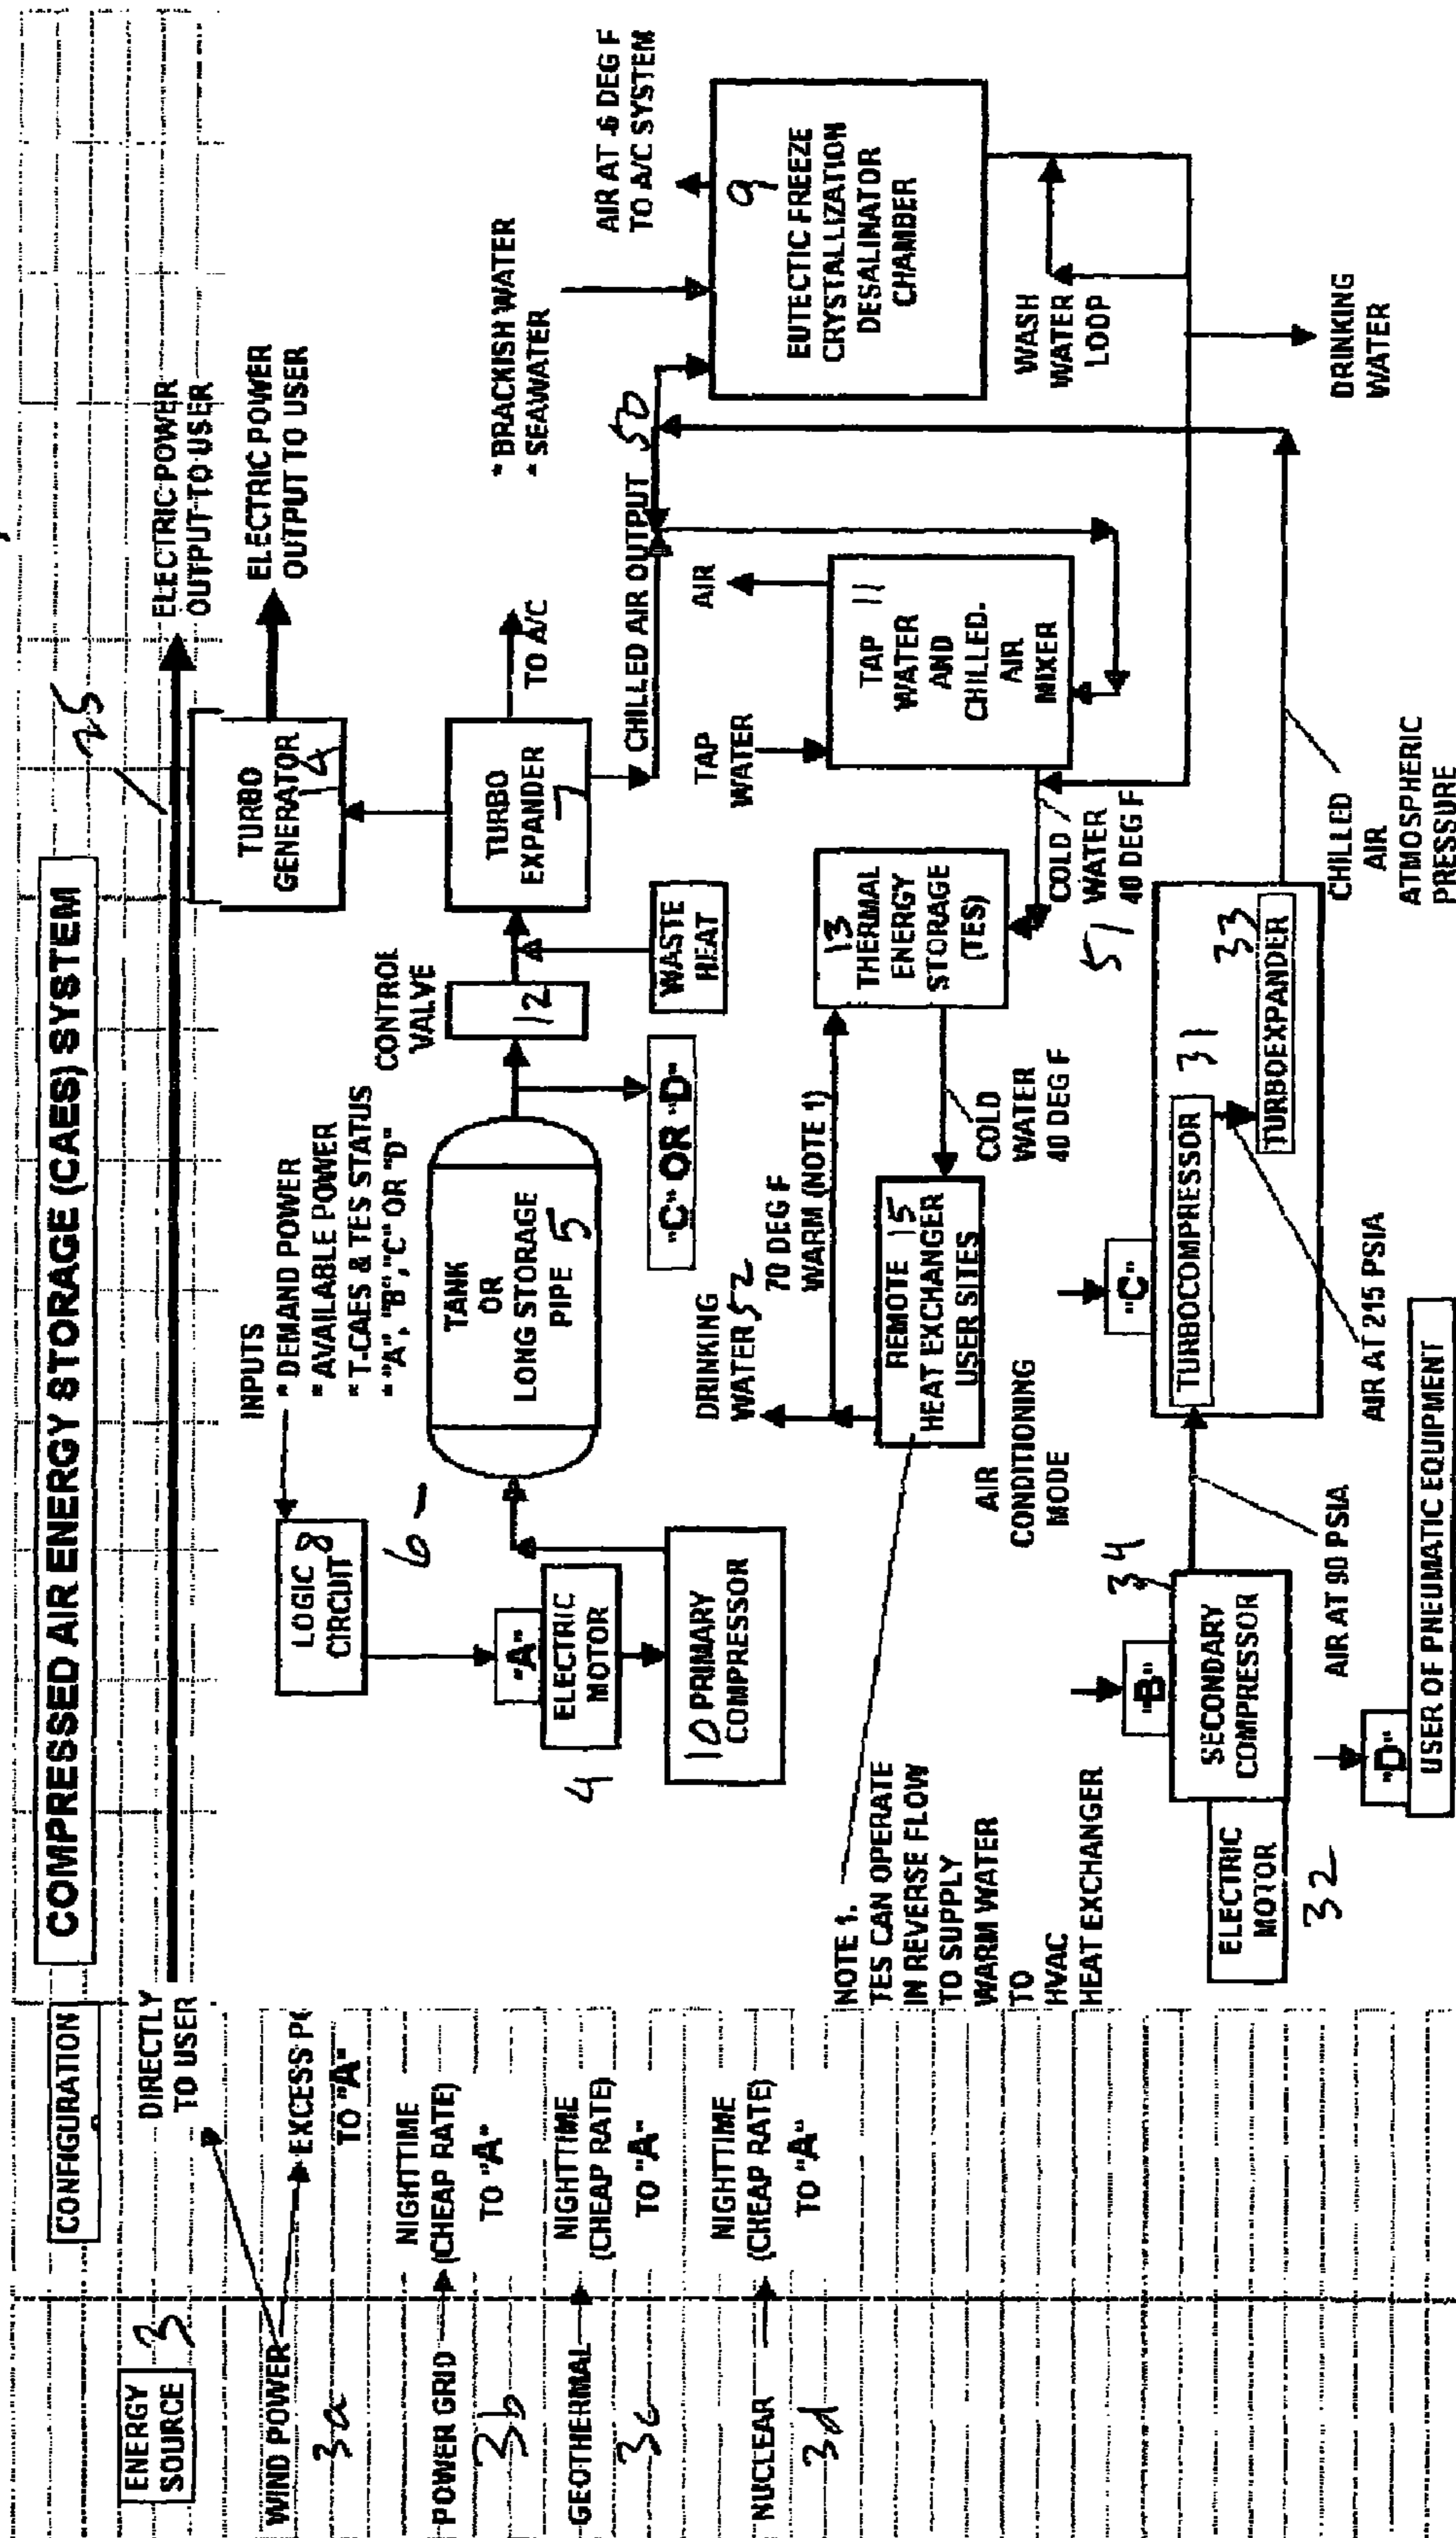 COMPRESSED AIR ENERGY STORAGE (CAES) SYSTEM
CONFIGURATION
ENERGY
SOURCE
3
DIRECTLY
TO USER
25
ELECTRIC POWER
OUTPUT TO USER
WIND POWER
3a
EXCESS
TO "A"
POWER GRID
3b
NIGHTTIME
(CHEAP RATE)
TO "A"
GEOTHERMAL
3c
NIGHTTIME
(CHEAP RATE)
TO "A"
NUCLEAR
3d
NIGHTTIME
(CHEAP RATE)
TO "A"
INPUTS
* DEMAND POWER
* AVAILABLE POWER
* T-CAES & TES STATUS
* "A", "B", "C" OR "D"
LOGIC
CIRCUIT
8
6
"A"
ELECTRIC
MOTOR
4
10 PRIMARY
COMPRESSOR
TANK
OR
LONG STORAGE
PIPE 5
"C" OR "D"
CONTROL
VALVE
12
WASTE
HEAT
TURBO
EXPANDER
7
TURBO
GENERATOR
14
ELECTRIC POWER
OUTPUT TO USER
TO A/C
CHILLED AIR OUTPUT 50
* BRACKISH WATER
* SEAWATER
AIR AT -6 DEG F
TO A/C SYSTEM
9
EUTECTIC FREEZE
CRYSTALLIZATION
DESALINATOR
CHAMBER
WASH
WATER
LOOP
DRINKING
WATER
TAP
WATER
AIR
TAP 11
WATER
AND
CHILLED.
AIR
MIXER
COLD
WATER
40 DEG F
51
13
THERMAL
ENERGY
STORAGE
(TES)
COLD
WATER
40 DEG F
DRINKING
WATER 52
70 DEG F
WARM (NOTE 1)
REMOTE 15
HEAT EXCHANGER
USER SITES
AIR
CONDITIONING
MODE
NOTE 1.
TES CAN OPERATE
IN REVERSE FLOW
TO SUPPLY
WARM WATER
TO
HVAC
HEAT EXCHANGER
"B"
SECONDARY
COMPRESSOR
34
ELECTRIC
MOTOR
32
AIR AT 90 PSIA
"C"
TURBOCOMPRESSOR
31
TURBOEXPANDER
33
AIR AT 215 PSIA
CHILLED
AIR
ATMOSPHERIC
PRESSURE
"D"
USER OF PNEUMATIC EQUIPMENT